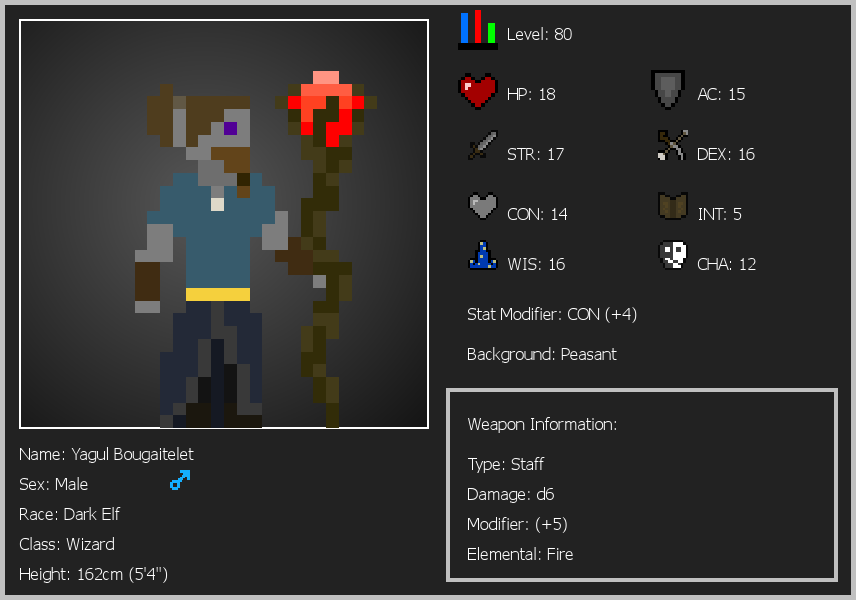 Level: 80
HP: 18
AC: 15
STR: 17
DEX: 16
CON: 14
INT: 5
WIS: 16
CHA: 12
Stat Modifier: CON (+4)
Background: Peasant
Weapon Information:
Type: Staff
Damage: d6
Modifier: (+5)
Elemental: Fire
Name: Yagul Bougaitelet
Sex: Male
Race: Dark Elf
Class: Wizard
Height: 162cm (5'4")